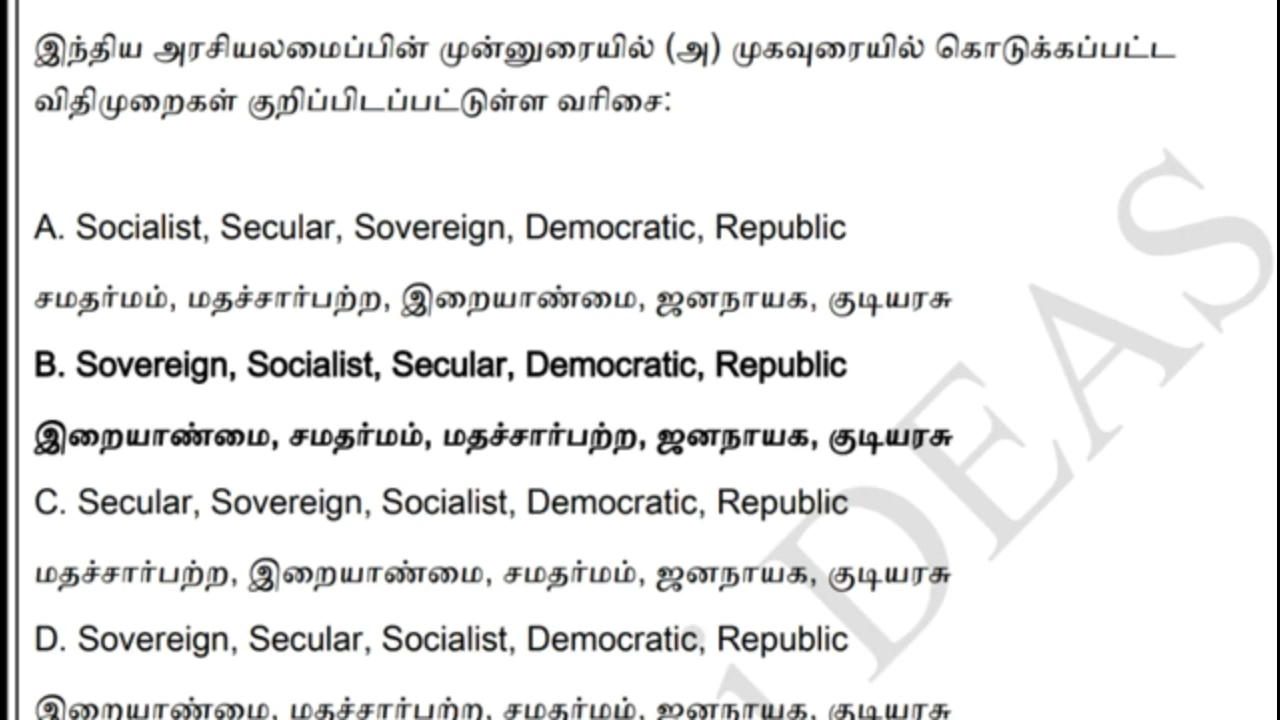 இந்திய அரசியலமைப்பின் முன்னுரையில் (அ) முகவுரையில் கொடுக்கப்பட்ட
விதிமுறைகள் குறிப்பிடப்பட்டுள்ள வரிசை:
A. Socialist, Secular, Sovereign, Democratic, Republic
சமதர்மம், மதச்சார்பற்ற, இறையாண்மை, ஜனநாயக, குடியரசு
B. Sovereign, Socialist, Secular, Democratic, Republic
இறையாண்மை, சமதர்மம், மதச்சார்பற்ற, ஜனநாயக, குடியரசு
C. Secular, Sovereign, Socialist, Democratic, Republic
மதச்சார்பற்ற, இறையாண்மை, சமதர்மம், ஜனநாயக, குடியரசு
D. Sovereign, Secular, Socialist, Democratic, Republic
இறையாண்மை, மதச்சார்பற்ற, சமதர்மம், ஜனநாயக, குடியரசு
iDEAS